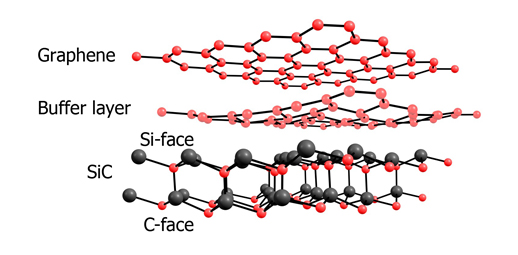 Graphene
Buffer layer
Si-face
SiC
C-face